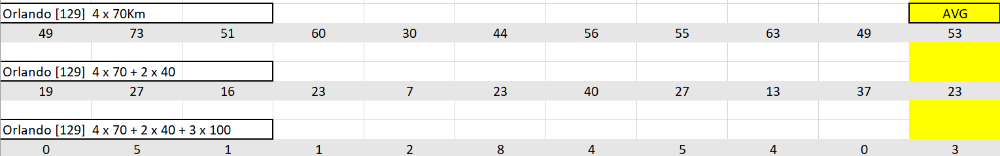 Orlando [129] 4 x 70Km AVG
49 73 51 60 30 44 56 55 63 49 53
Orlando [129] 4 x 70 + 2 x 40
19 27 16 23 7 23 40 27 13 37 23
Orlando [129] 4 x 70 + 2 x 40 + 3 x 100
0 5 1 1 2 8 4 5 4 0 3